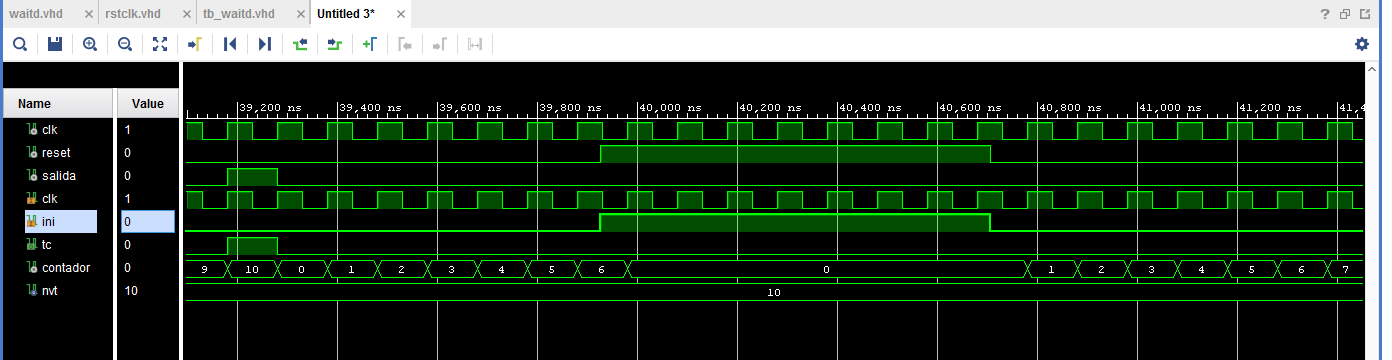 waitd.vhd rstclk.vhd tb_waitd.vhd Untitled 3*
Name Value
39,200 ns 39,400 ns 39,600 ns 39,800 ns 40,000 ns 40,200 ns 40,400 ns 40,600 ns 40,800 ns 41,000 ns 41,200 ns 41,4
clk 1
reset 0
salida 0
clk 1
ini 0
tc 0
contador 0 9 10 0 1 2 3 4 5 6 0 1 2 3 4 5 6 7
nvt 10 10